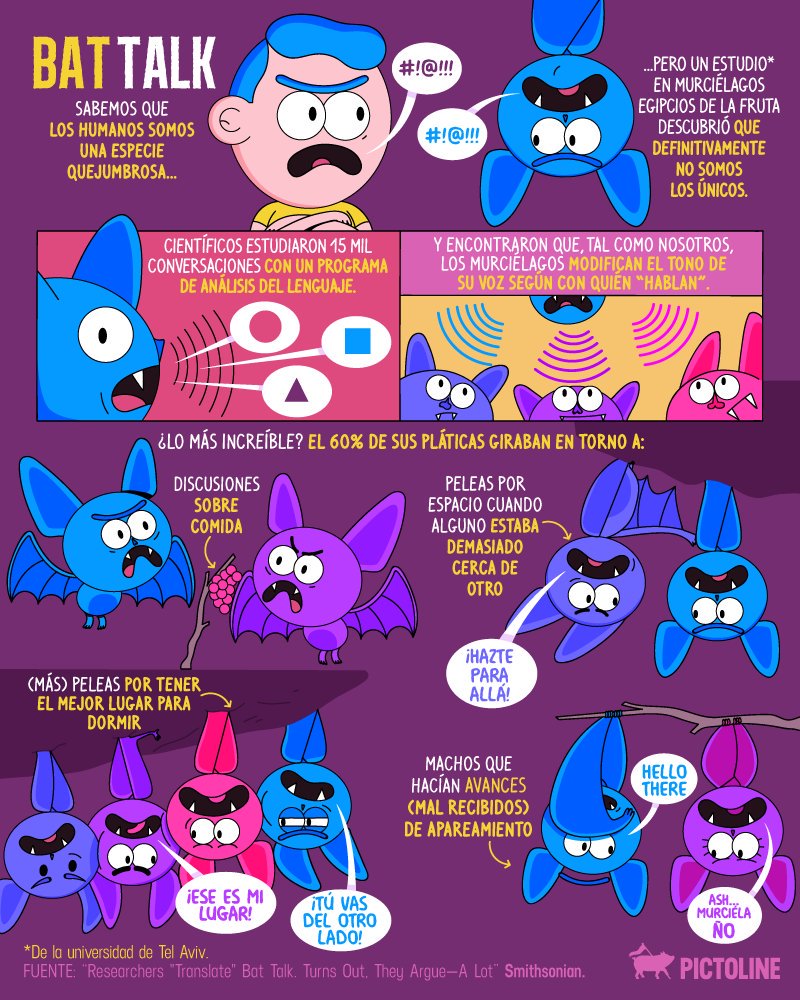 BAT TALK
SABEMOS QUE
LOS HUMANOS SOMOS
UNA ESPECIE
QUEJUMBROSA...
#!@!!!
#!@!!!
...PERO UN ESTUDIO*
EN MURCIÉLAGOS
EGIPCIOS DE LA FRUTA
DESCUBRIÓ QUE
DEFINITIVAMENTE
NO SOMOS
LOS ÚNICOS.
CIENTÍFICOS ESTUDIARON 15 MIL
CONVERSACIONES CON UN PROGRAMA
DE ANÁLISIS DEL LENGUAJE.
Y ENCONTRARON QUE, TAL COMO NOSOTROS,
LOS MURCIÉLAGOS MODIFICAN EL TONO DE
SU VOZ SEGÚN CON QUIÉN "HABLAN".
¿LO MÁS INCREÍBLE? EL 60% DE SUS PLÁTICAS GIRABAN EN TORNO A:
DISCUSIONES
SOBRE
COMIDA
PELEAS POR
ESPACIO CUANDO
ALGUNO ESTABA
DEMASIADO
CERCA DE
OTRO
¡HAZTE
PARA
ALLÁ!
(MÁS) PELEAS POR TENER
EL MEJOR LUGAR PARA
DORMIR
¡ESE ES MI
LUGAR!
¡TÚ VAS
DEL OTRO
LADO!
MACHOS QUE
HACÍAN AVANCES
(MAL RECIBIDOS)
DE APAREAMIENTO
HELLO
THERE
ASH...
MURCIÉLA
ÑO
*De la universidad de Tel Aviv.
FUENTE: "Researchers "Translate" Bat Talk. Turns Out, They Argue—A Lot" Smithsonian.
PICTOLINE